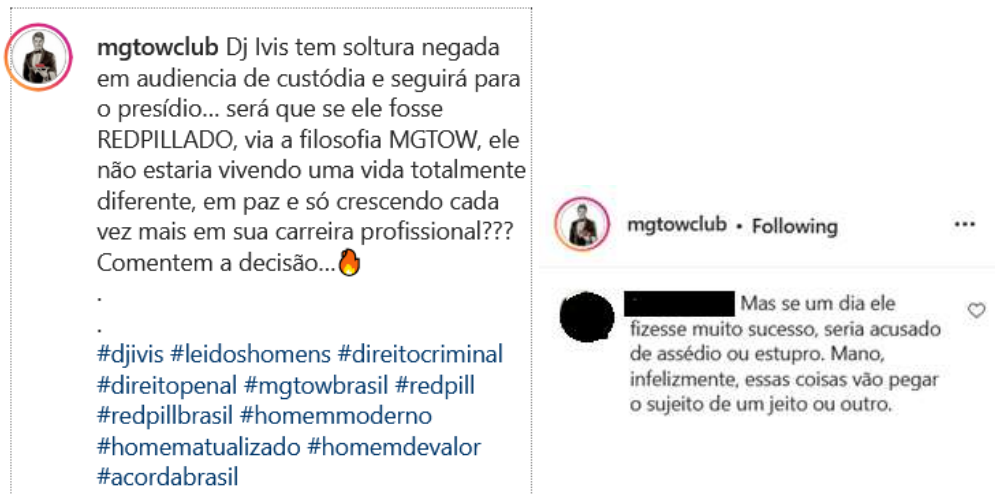 mgtowclub Dj Ivis tem soltura negada
em audiencia de custódia e seguirá para
o presídio... será que se ele fosse
REDPILLADO, via a filosofia MGTOW, ele
não estaria vivendo uma vida totalmente
diferente, em paz e só crescendo cada
vez mais em sua carreira profissional???
Comentem a decisão...🔥
.
.
#djivis #leidoshomens #direitocriminal
#direitopenal #mgtowbrasil #redpill
#redpillbrasil #homemmoderno
#homematualizado #homemdevalor
#acordabrasil
mgtowclub • Following
Mas se um dia ele
fizesse muito sucesso, seria acusado
de assédio ou estupro. Mano,
infelizmente, essas coisas vão pegar
o sujeito de um jeito ou outro.